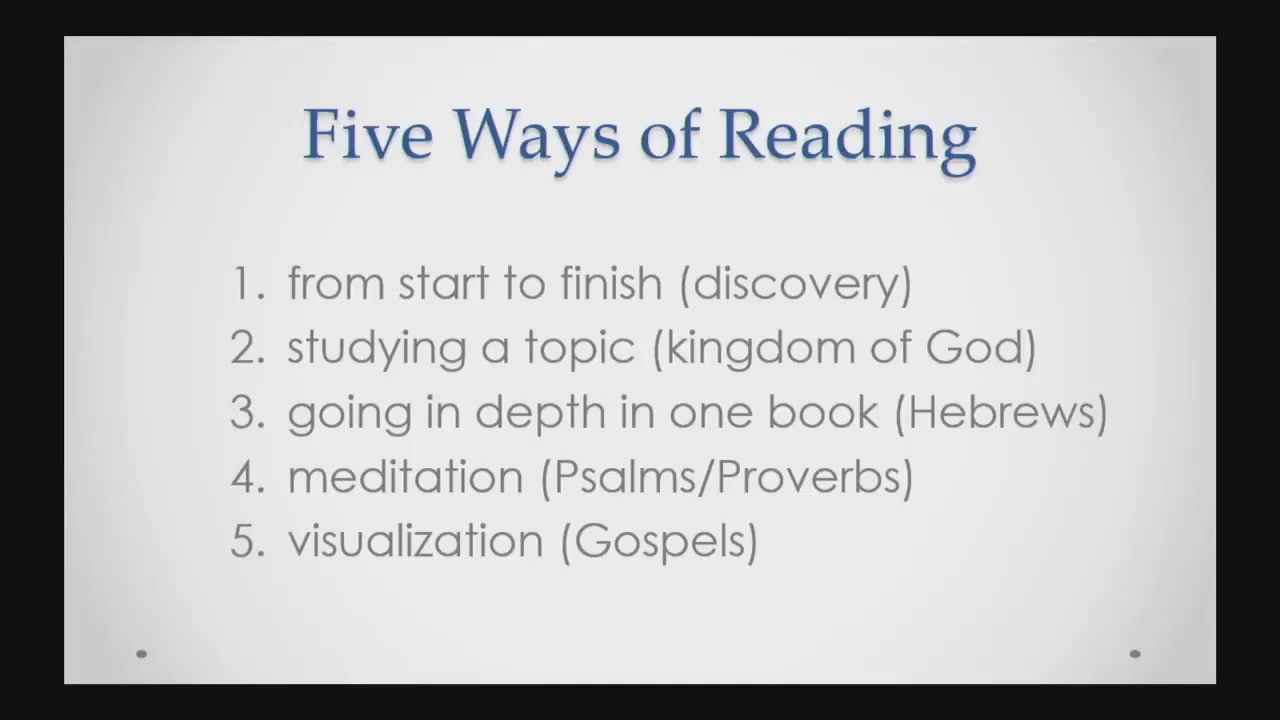 Five Ways of Reading
1. from start to finish (discovery)
2. studying a topic (kingdom of God)
3. going in depth in one book (Hebrews)
4. meditation (Psalms/Proverbs)
5. visualization (Gospels)